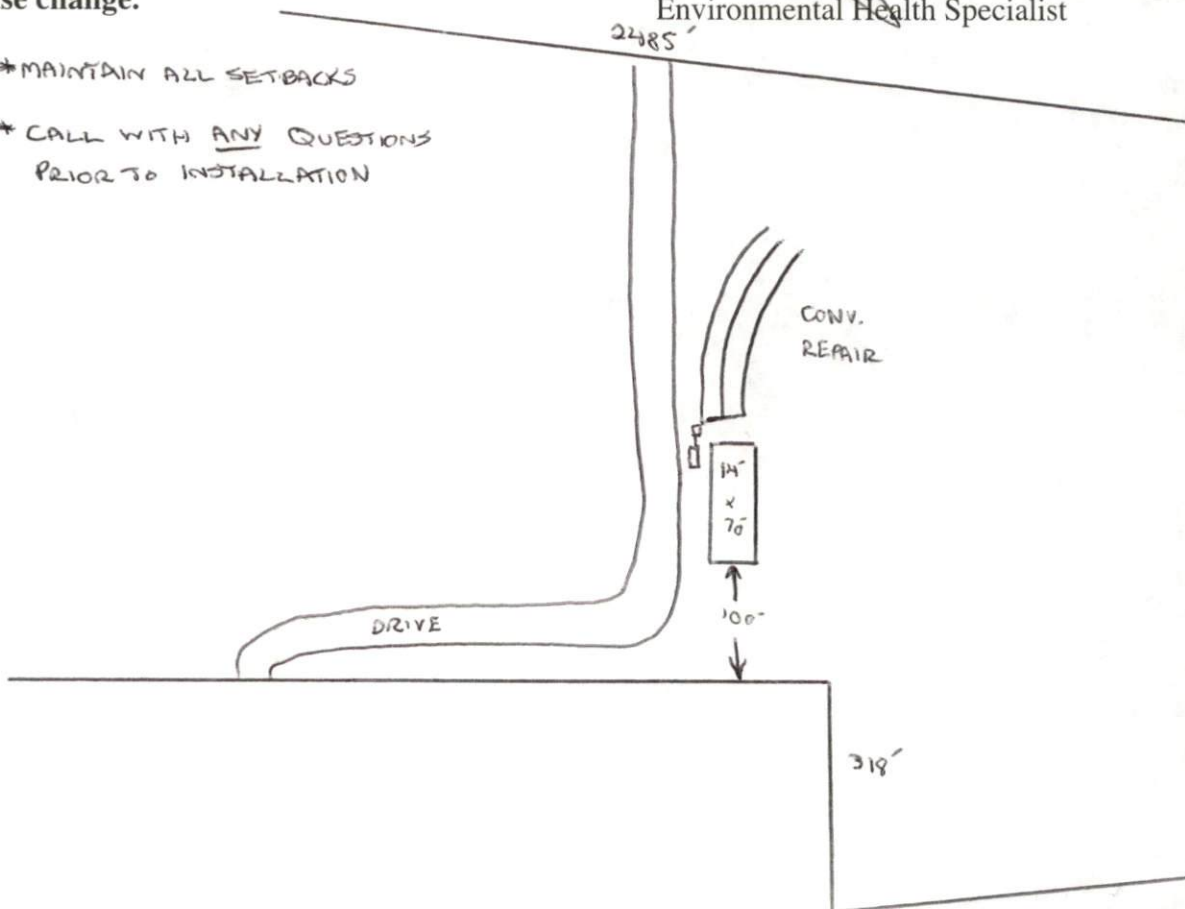 se change.
Environmental Health Specialist
2485'
*MAINTAIN ALL SETBACKS
* CALL WITH ANY QUESTIONS
PRIOR TO INSTALLATION
CONV.
REPAIR
14'
x
70'
100'
DRIVE
318'